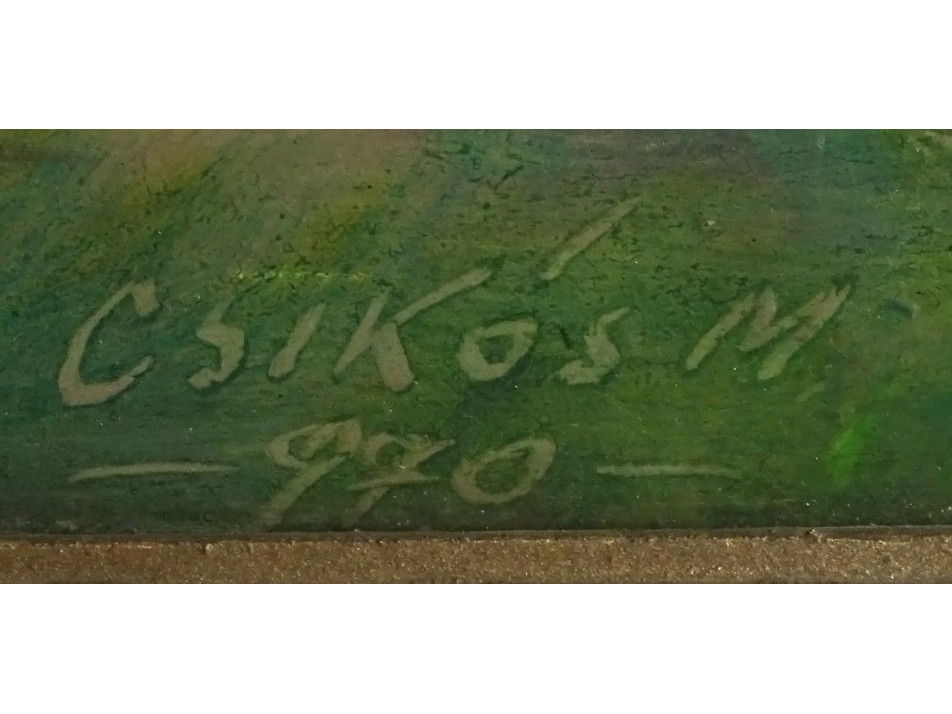 CSIKÓS M
— 970 —